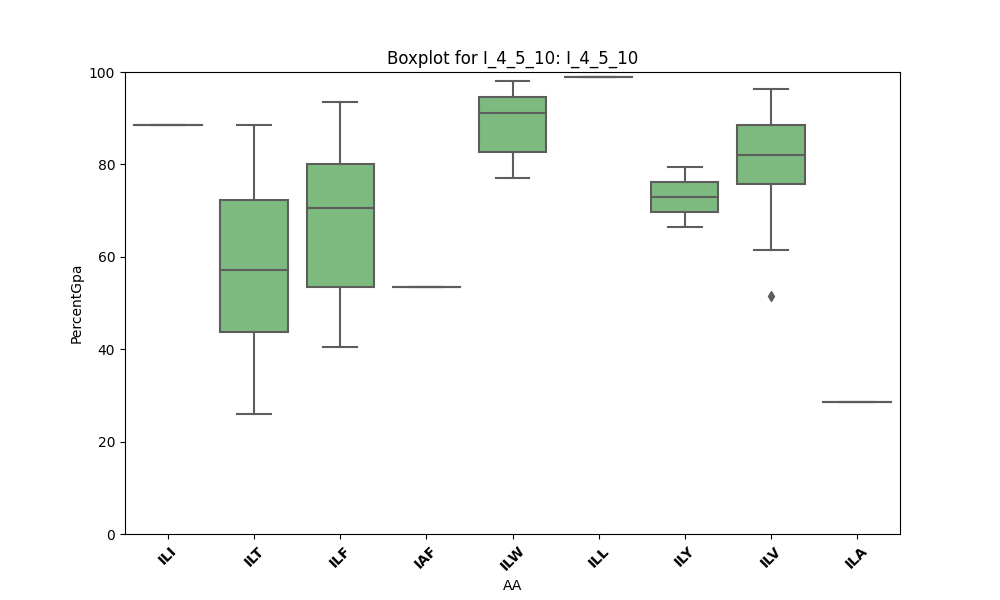 Boxplot for I_4_5_10: I_4_5_10
100
80
60
40
20
0
PercentGpa
ILI ILT ILF IAF ILW ILL ILY ILV ILA
AA